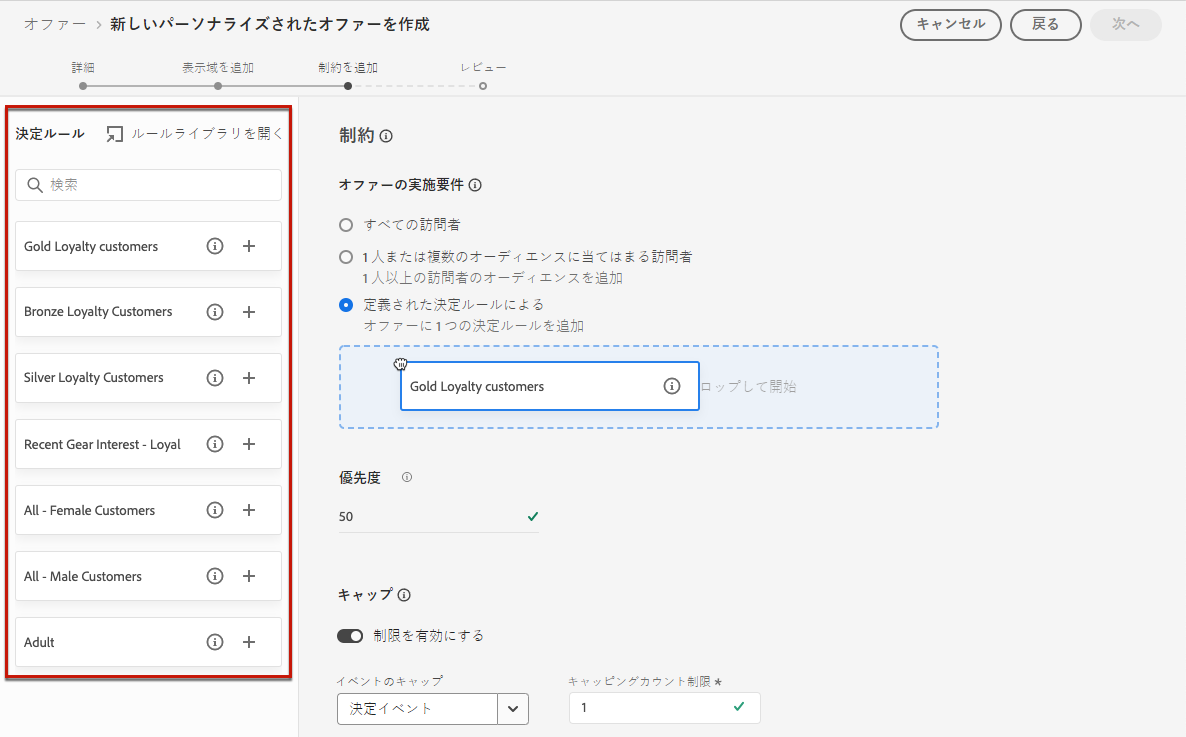 オファー > 新しいパーソナライズされたオファーを作成
キャンセル
戻る
次へ
詳細
表示域を追加
制約を追加
レビュー
決定ルール
ルールライブラリを開く
検索
Gold Loyalty customers
Bronze Loyalty Customers
Silver Loyalty Customers
Recent Gear Interest - Loyal
All - Female Customers
All - Male Customers
Adult
制約
オファーの実施要件
すべての訪問者
1 人または複数のオーディエンスに当てはまる訪問者
1 人以上の訪問者のオーディエンスを追加
定義された決定ルールによる
オファーに 1 つの決定ルールを追加
Gold Loyalty customers
ロップして開始
優先度
50
キャップ
制限を有効にする
イベントのキャップ
決定イベント
キャッピングカウント制限 *
1